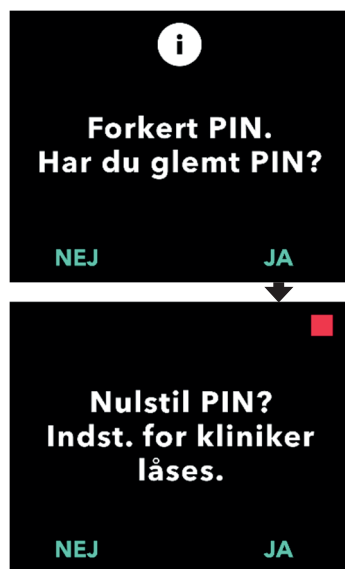 i
Forkert PIN.
Har du glemt PIN?
NEJ JA
Nulstil PIN?
Indst. for kliniker
låses.
NEJ JA